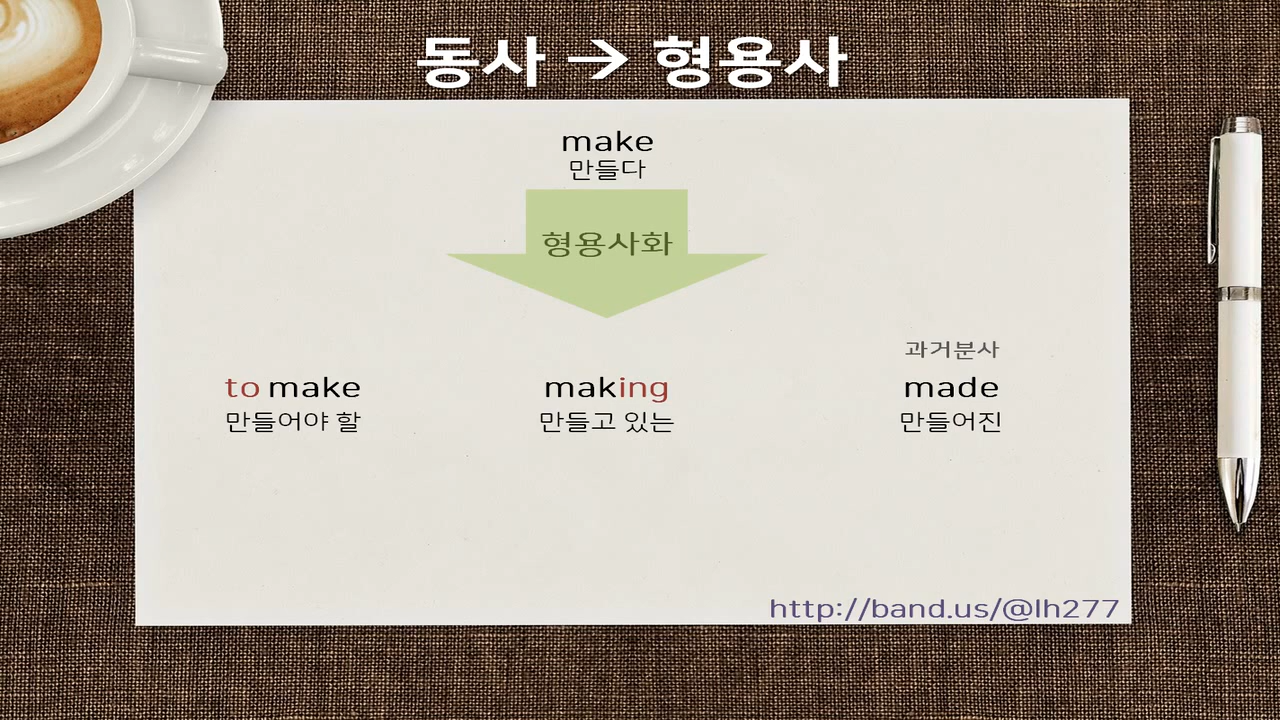 동사 → 형용사
make
만들다
형용사화
to make
만들어야 할
making
만들고 있는
과거분사
made
만들어진
http://band.us/@lh277